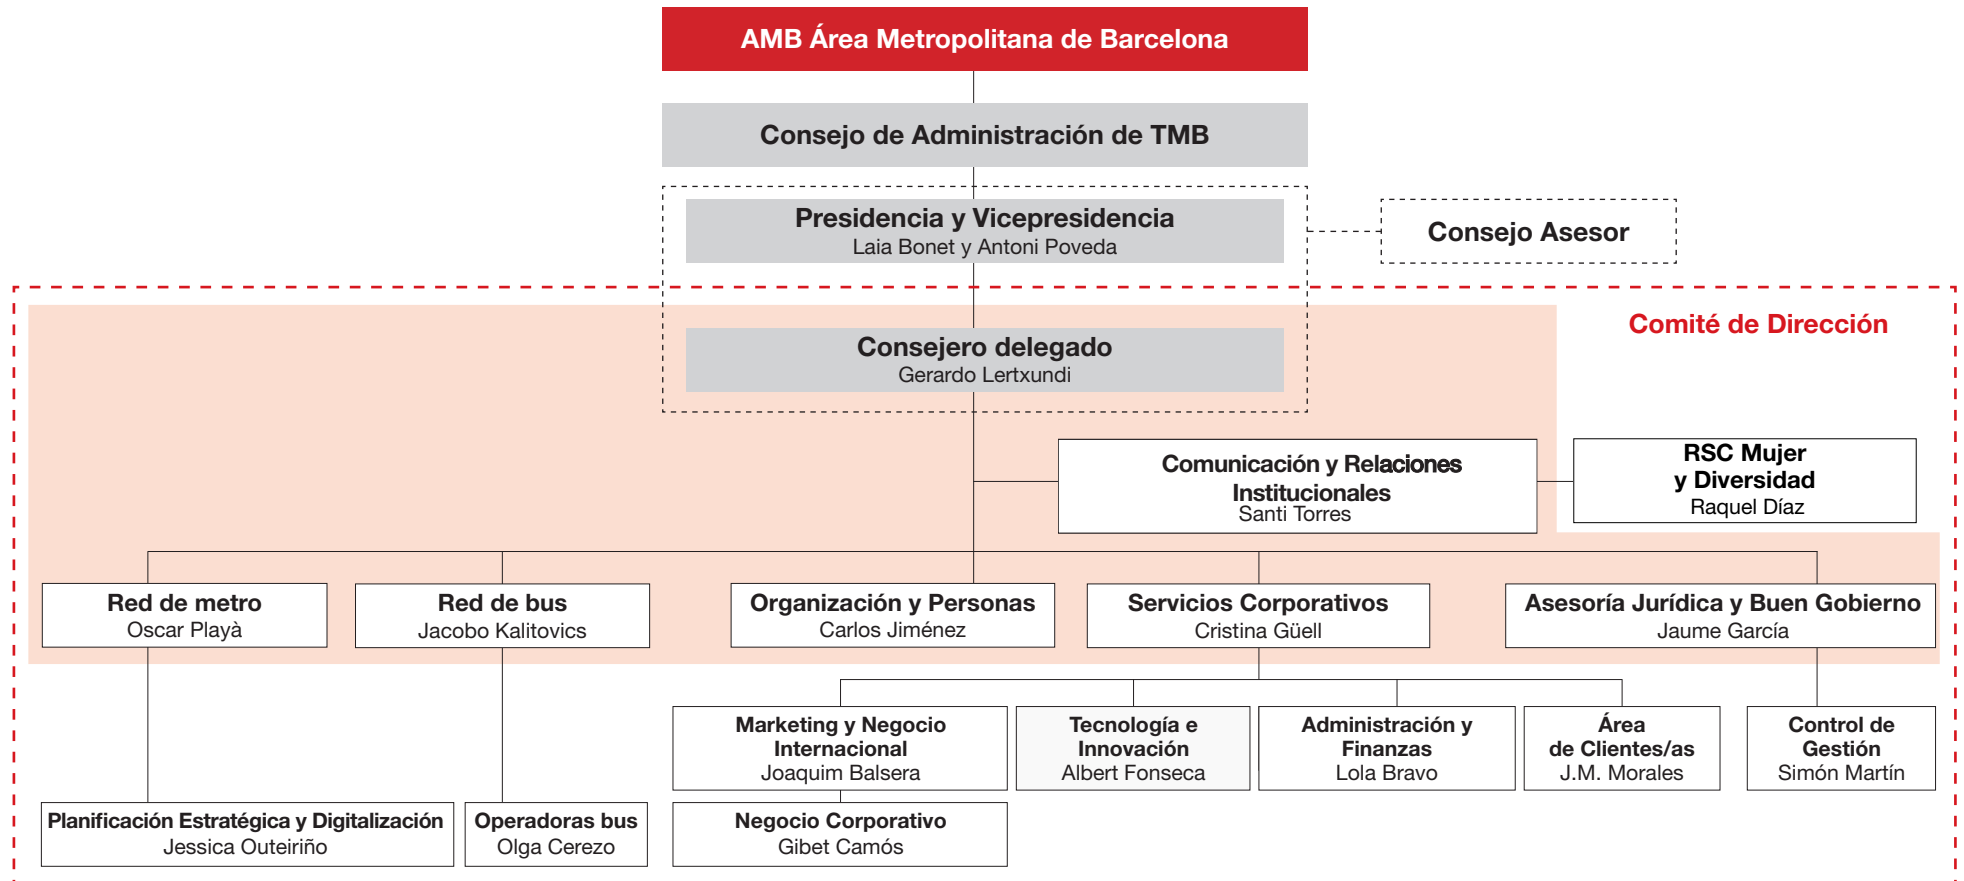 AMB Área Metropolitana de Barcelona
Consejo de Administración de TMB
Presidencia y Vicepresidencia
Laia Bonet y Antoni Poveda
Consejo Asesor
Comité de Dirección
Consejero delegado
Gerardo Lertxundi
Comunicación y Relaciones
Institucionales
Santi Torres
RSC Mujer
y Diversidad
Raquel Díaz
Red de metro
Oscar Playà
Red de bus
Jacobo Kalitovics
Organización y Personas
Carlos Jiménez
Servicios Corporativos
Cristina Güell
Asesoría Jurídica y Buen Gobierno
Jaume García
Marketing y Negocio
Internacional
Joaquim Balsera
Tecnología e
Innovación
Albert Fonseca
Administración y
Finanzas
Lola Bravo
Área
de Clientes/as
J.M. Morales
Control de
Gestión
Simón Martín
Planificación Estratégica y Digitalización
Jessica Outeiriño
Operadoras bus
Olga Cerezo
Negocio Corporativo
Gibet Camós